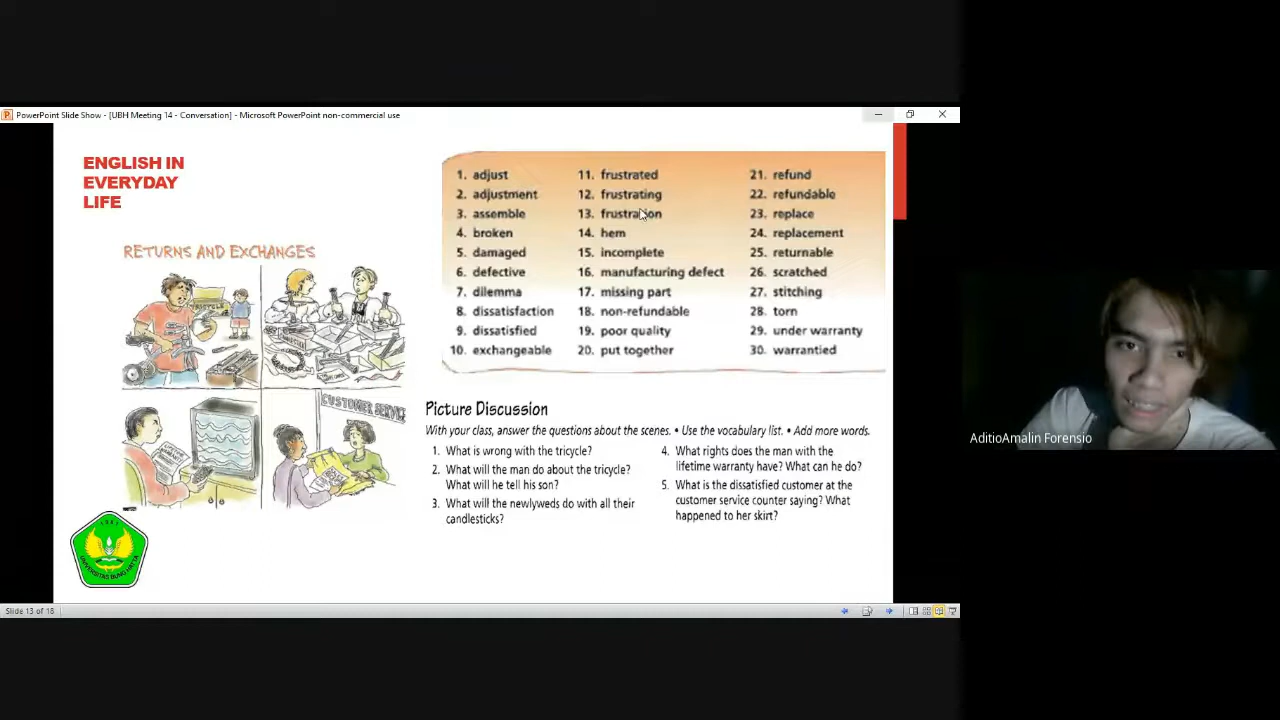 PowerPoint Slide Show - [UBH Meeting 14 - Conversation] - Microsoft PowerPoint non-commercial use
ENGLISH IN
EVERYDAY
LIFE
RETURNS AND EXCHANGES
CUSTOMER SERVICE
UNIVERSITAS BUNG HATTA
1. adjust
2. adjustment
3. assemble
4. broken
5. damaged
6. defective
7. dilemma
8. dissatisfaction
9. dissatisfied
10. exchangeable
11. frustrated
12. frustrating
13. frustration
14. hem
15. incomplete
16. manufacturing defect
17. missing part
18. non-refundable
19. poor quality
20. put together
21. refund
22. refundable
23. replace
24. replacement
25. returnable
26. scratched
27. stitching
28. torn
29. under warranty
30. warrantied
Picture Discussion
With your class, answer the questions about the scenes. • Use the vocabulary list. • Add more words.
1. What is wrong with the tricycle?
2. What will the man do about the tricycle?
What will he tell his son?
3. What will the newlyweds do with all their
candlesticks?
4. What rights does the man with the
lifetime warranty have? What can he do?
5. What is the dissatisfied customer at the
customer service counter saying? What
happened to her skirt?
Slide 13 of 18
AditioAmalin Forensio